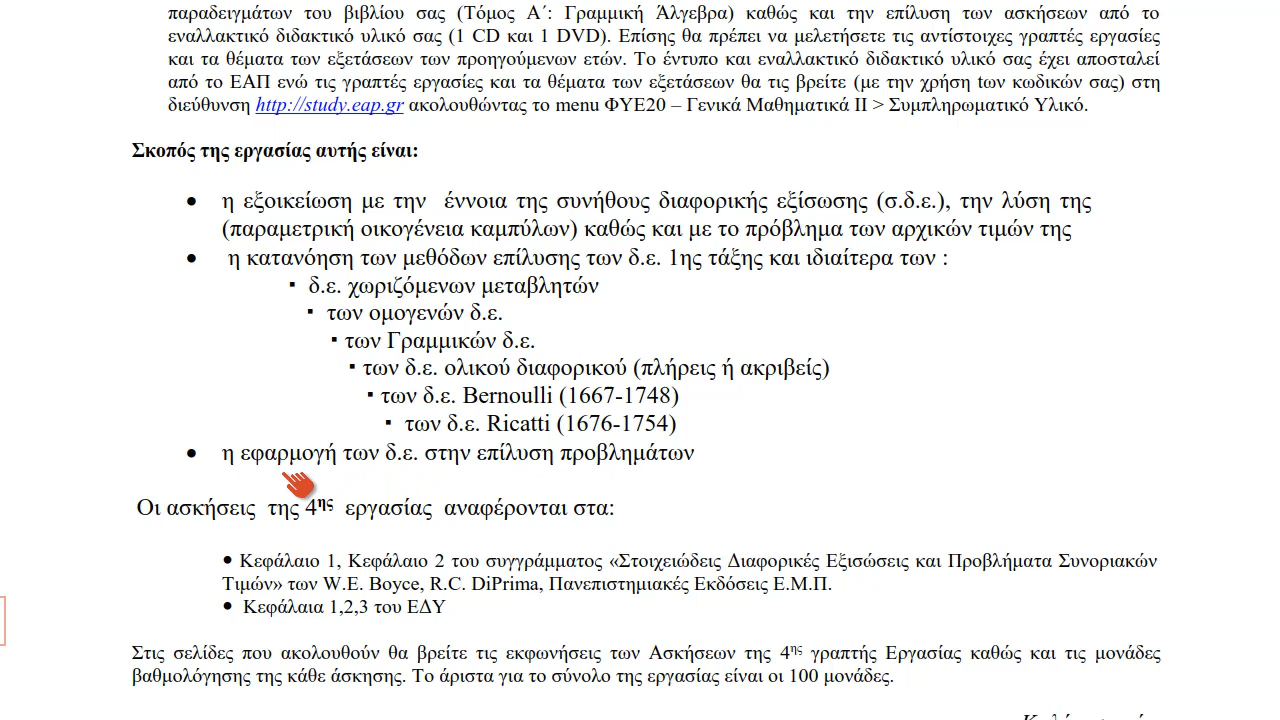 παραδειγμάτων του βιβλίου σας (Τόμος Α΄: Γραμμική Άλγεβρα) καθώς και την επίλυση των ασκήσεων από το
εναλλακτικό διδακτικό υλικό σας (1 CD και 1 DVD). Επίσης θα πρέπει να μελετήσετε τις αντίστοιχες γραπτές εργασίες
και τα θέματα των εξετάσεων των προηγούμενων ετών. Το έντυπο και εναλλακτικό διδακτικό υλικό σας έχει αποσταλεί
από το ΕΑΠ ενώ τις γραπτές εργασίες και τα θέματα των εξετάσεων θα τις βρείτε (με την χρήση των κωδικών σας) στη
διεύθυνση http://study.eap.gr ακολουθώντας το menu ΦΥΕ20 – Γενικά Μαθηματικά ΙΙ > Συμπληρωματικό Υλικό.
Σκοπός της εργασίας αυτής είναι:
• η εξοικείωση με την έννοια της συνήθους διαφορικής εξίσωσης (σ.δ.ε.), την λύση της
(παραμετρική οικογένεια καμπύλων) καθώς και με το πρόβλημα των αρχικών τιμών της
• η κατανόηση των μεθόδων επίλυσης των δ.ε. 1ης τάξης και ιδιαίτερα των :
▪ δ.ε. χωριζόμενων μεταβλητών
▪ των ομογενών δ.ε.
▪ των Γραμμικών δ.ε.
▪ των δ.ε. ολικού διαφορικού (πλήρεις ή ακριβείς)
▪ των δ.ε. Bernoulli (1667-1748)
▪ των δ.ε. Ricatti (1676-1754)
• η εφαρμογή των δ.ε. στην επίλυση προβλημάτων
Οι ασκήσεις της 4ης εργασίας αναφέρονται στα:
• Κεφάλαιο 1, Κεφάλαιο 2 του συγγράμματος «Στοιχειώδεις Διαφορικές Εξισώσεις και Προβλήματα Συνοριακών
Τιμών» των W.E. Boyce, R.C. DiPrima, Πανεπιστημιακές Εκδόσεις Ε.Μ.Π.
• Κεφάλαια 1,2,3 του ΕΔΥ
Στις σελίδες που ακολουθούν θα βρείτε τις εκφωνήσεις των Ασκήσεων της 4ης γραπτής Εργασίας καθώς και τις μονάδες
βαθμολόγησης της κάθε άσκησης. Το άριστα για το σύνολο της εργασίας είναι οι 100 μονάδες.